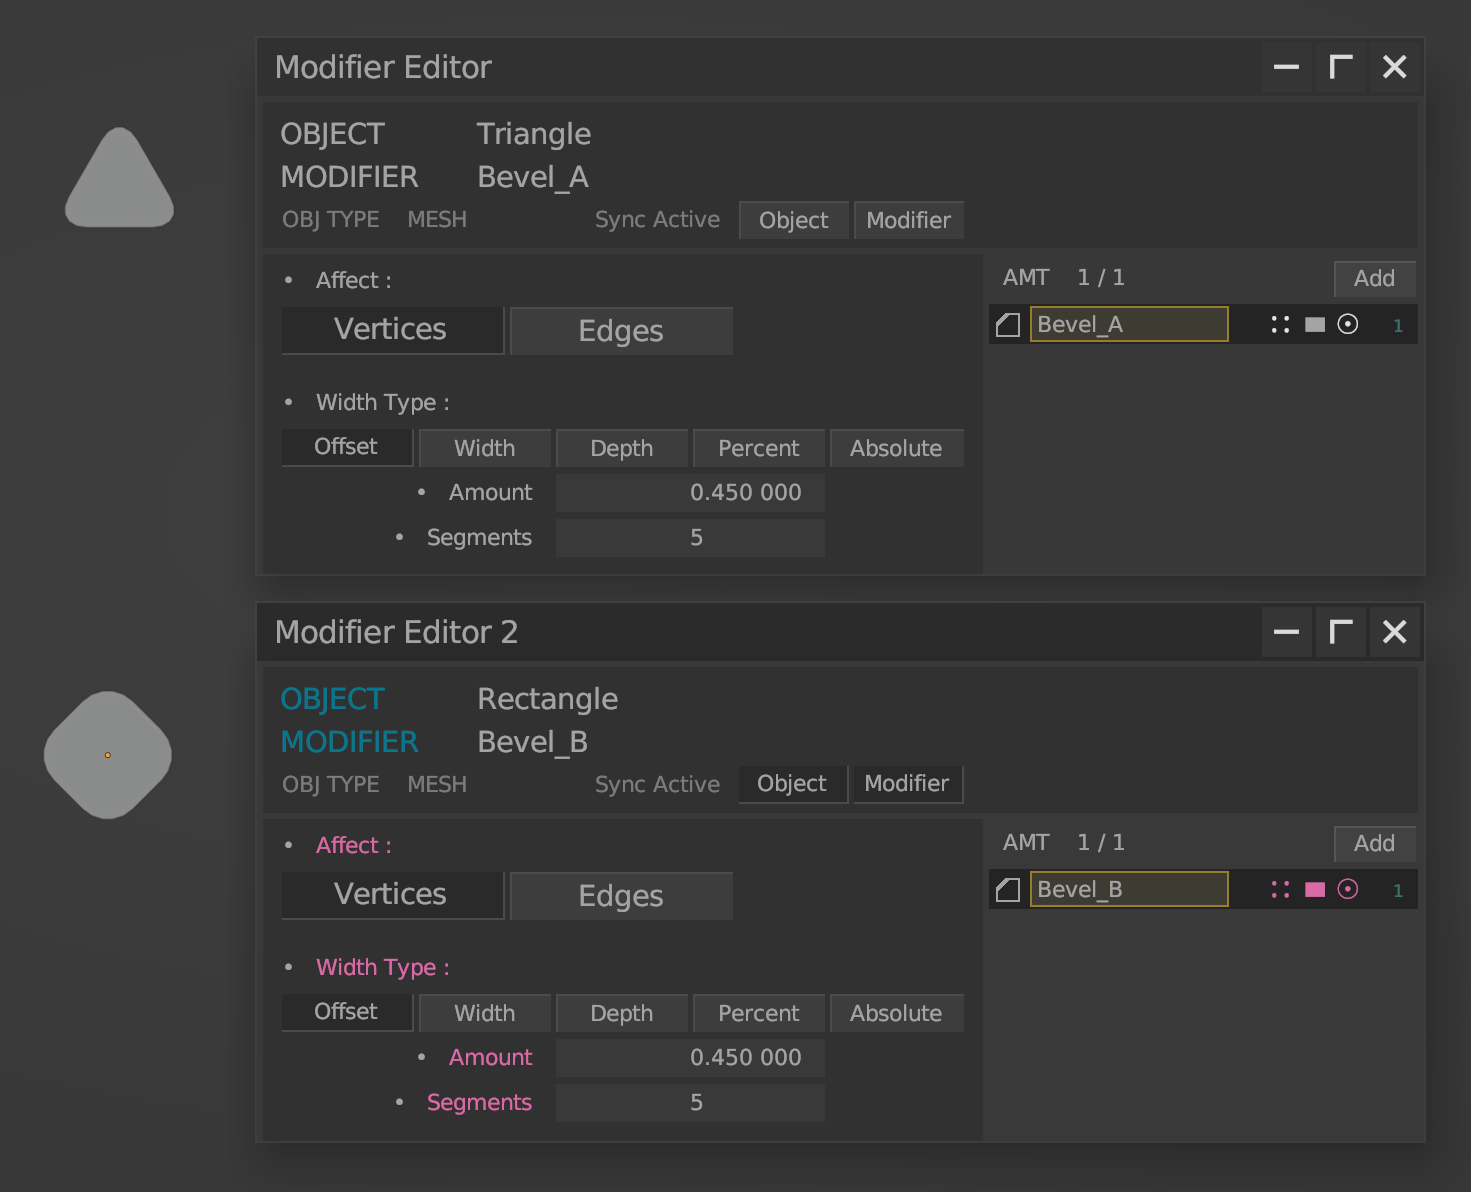 Modifier Editor
OBJECT Triangle
MODIFIER Bevel_A
OBJ TYPE MESH Sync Active Object Modifier
• Affect : AMT 1 / 1 Add
Vertices Edges Bevel_A 1
• Width Type :
Offset Width Depth Percent Absolute
• Amount 0.450 000
• Segments 5
Modifier Editor 2
OBJECT Rectangle
MODIFIER Bevel_B
OBJ TYPE MESH Sync Active Object Modifier
• Affect : AMT 1 / 1 Add
Vertices Edges Bevel_B 1
• Width Type :
Offset Width Depth Percent Absolute
• Amount 0.450 000
• Segments 5